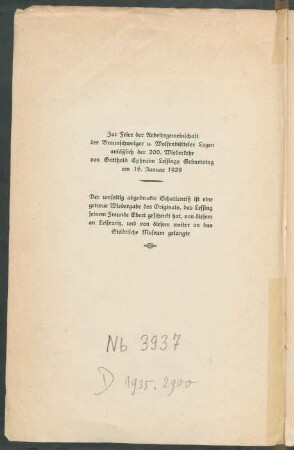 Zur Feier der Arbeitsgemeinschaft
der Braunschweiger u. Wolfenbütteler Logen
anläßlich der 200. Wiederkehr
von Gotthold Ephraim Lessings Geburtstag
am 16. Januar 1929
Der umseitig abgedruckte Schattenriß ist eine
getreue Wiedergabe des Originals, das Lessing
seinem Freunde Ebert geschenkt hat, von diesem
an Leisewitz, und von diesem weiter an das
Städtische Museum gelangte
Nb 3937
D 1935.2900